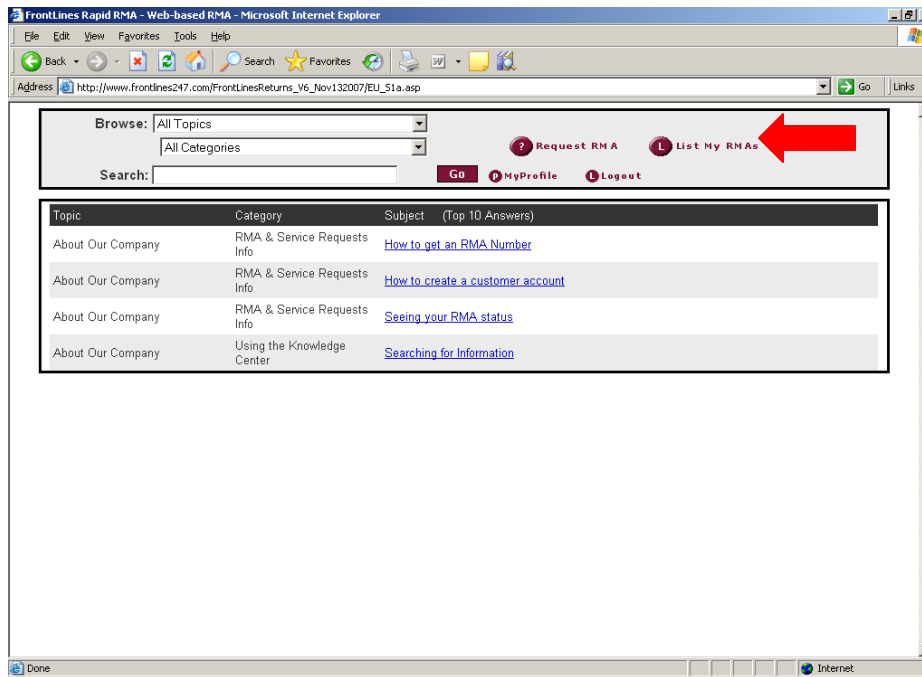 FrontLines Rapid RMA - Web-based RMA - Microsoft Internet Explorer
File Edit View Favorites Tools Help
Back Search Favorites W
Address http://www.frontlines247.com/FrontLinesReturns_V6_Nov132007/EU_S1a.asp Go Links
Browse: All Topics
All Categories ? Request RMA L List My RMAs
Search: Go P MyProfile L Logout
Topic Category Subject (Top 10 Answers)
About Our Company RMA & Service Requests Info How to get an RMA Number
About Our Company RMA & Service Requests Info How to create a customer account
About Our Company RMA & Service Requests Info Seeing your RMA status
About Our Company Using the Knowledge Center Searching for Information
Done Internet